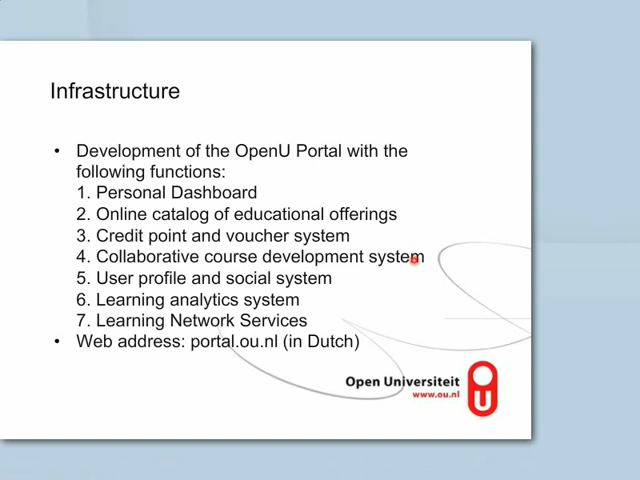 Infrastructure
• Development of the OpenU Portal with the
following functions:
1. Personal Dashboard
2. Online catalog of educational offerings
3. Credit point and voucher system
4. Collaborative course development system
5. User profile and social system
6. Learning analytics system
7. Learning Network Services
• Web address: portal.ou.nl (in Dutch)
Open Universiteit
www.ou.nl